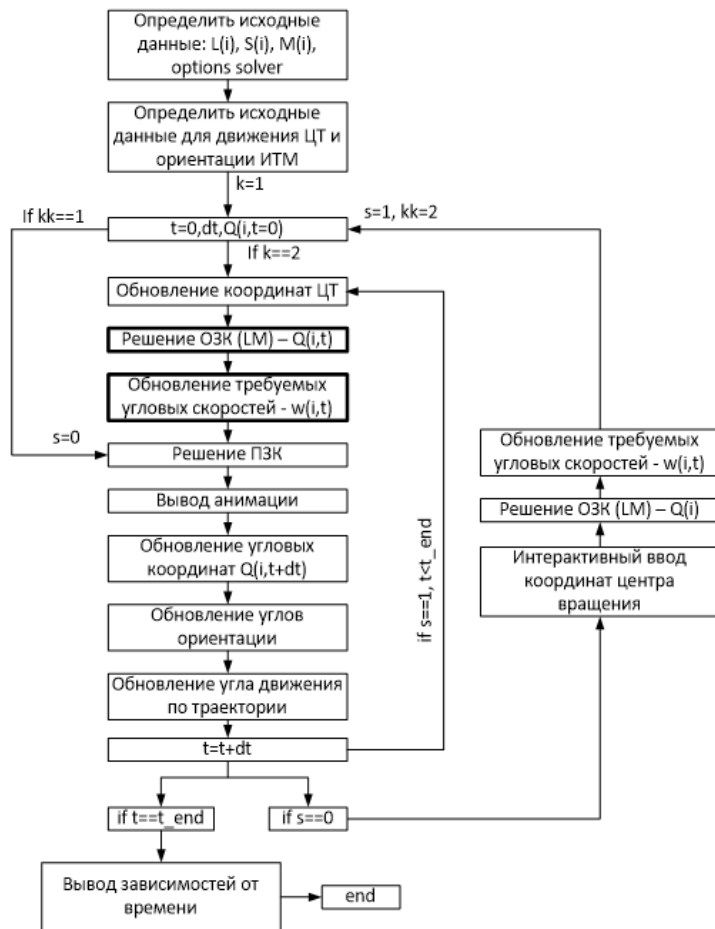 Определить исходные
данные: L(i), S(i), M(i),
options solver
Определить исходные
данные для движения ЦТ и
ориентации ИТМ
k=1
If kk==1
s=1, kk=2
t=0,dt,Q(i,t=0)
If k==2
Обновление координат ЦТ
Решение ОЗК (LM) – Q(i,t)
Обновление требуемых
угловых скоростей - w(i,t)
s=0
Решение ПЗК
Вывод анимации
Обновление угловых
координат Q(i,t+dt)
Обновление углов
ориентации
Обновление угла движения
по траектории
t=t+dt
if s==1, t<t_end
Обновление требуемых
угловых скоростей - w(i,t)
Решение ОЗК (LM) – Q(i)
Интерактивный ввод
координат центра
вращения
if t==t_end
if s==0
Вывод зависимостей от
времени
end